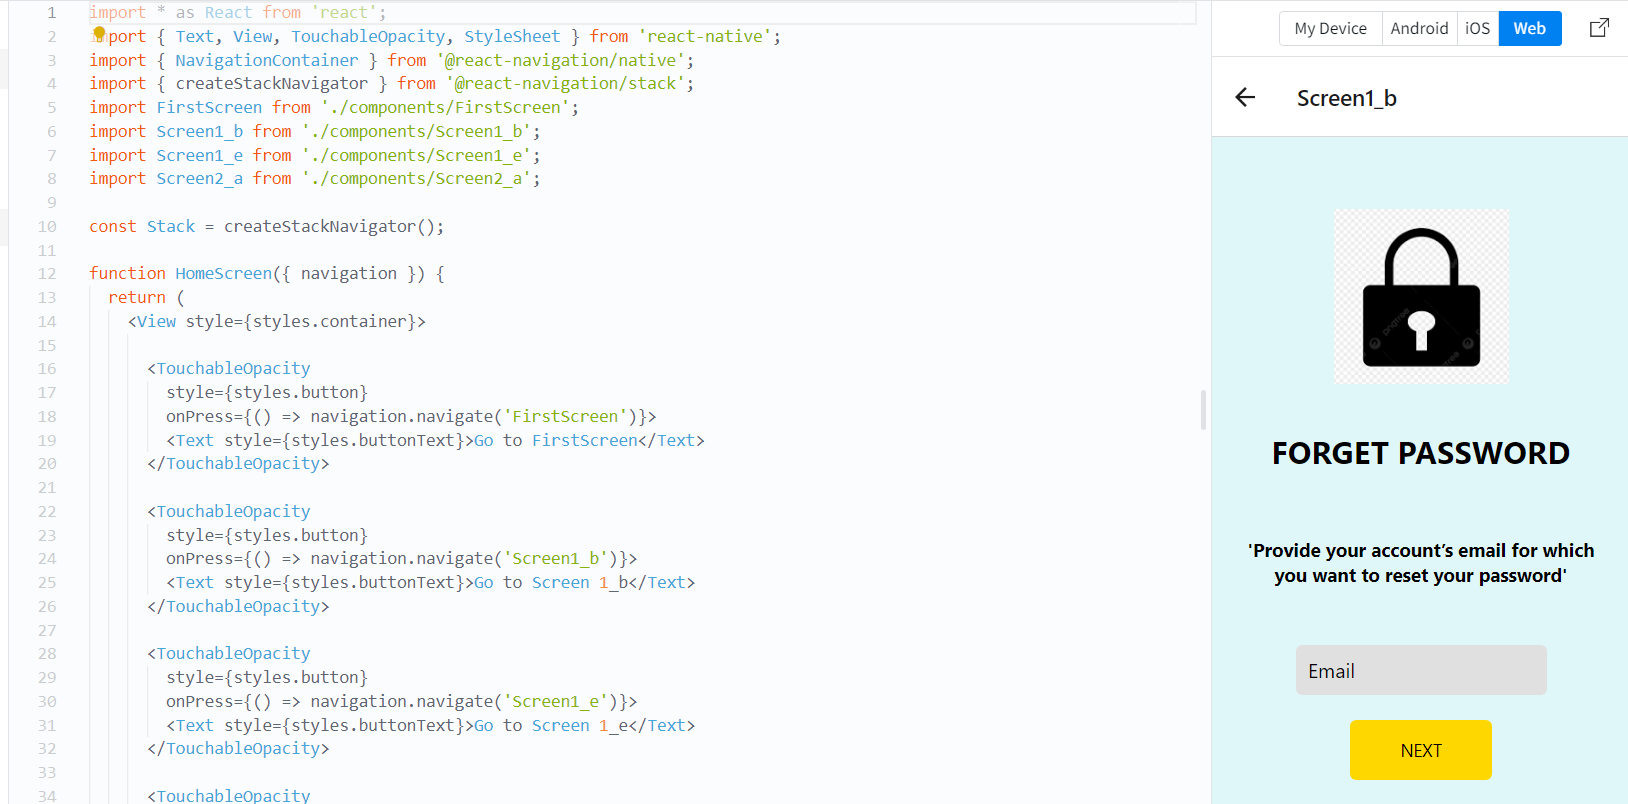 1 import * as React from 'react';
2 import { Text, View, TouchableOpacity, StyleSheet } from 'react-native';
3 import { NavigationContainer } from '@react-navigation/native';
4 import { createStackNavigator } from '@react-navigation/stack';
5 import FirstScreen from './components/FirstScreen';
6 import Screen1_b from './components/Screen1_b';
7 import Screen1_e from './components/Screen1_e';
8 import Screen2_a from './components/Screen2_a';
9
10 const Stack = createStackNavigator();
11
12 function HomeScreen({ navigation }) {
13 return (
14 <View style={styles.container}>
15
16 <TouchableOpacity
17 style={styles.button}
18 onPress={() => navigation.navigate('FirstScreen')}>
19 <Text style={styles.buttonText}>Go to FirstScreen</Text>
20 </TouchableOpacity>
21
22 <TouchableOpacity
23 style={styles.button}
24 onPress={() => navigation.navigate('Screen1_b')}>
25 <Text style={styles.buttonText}>Go to Screen 1_b</Text>
26 </TouchableOpacity>
27
28 <TouchableOpacity
29 style={styles.button}
30 onPress={() => navigation.navigate('Screen1_e')}>
31 <Text style={styles.buttonText}>Go to Screen 1_e</Text>
32 </TouchableOpacity>
33
34 <TouchableOpacity
My Device Android iOS Web
Screen1_b
FORGET PASSWORD
'Provide your account’s email for which
you want to reset your password'
Email
NEXT